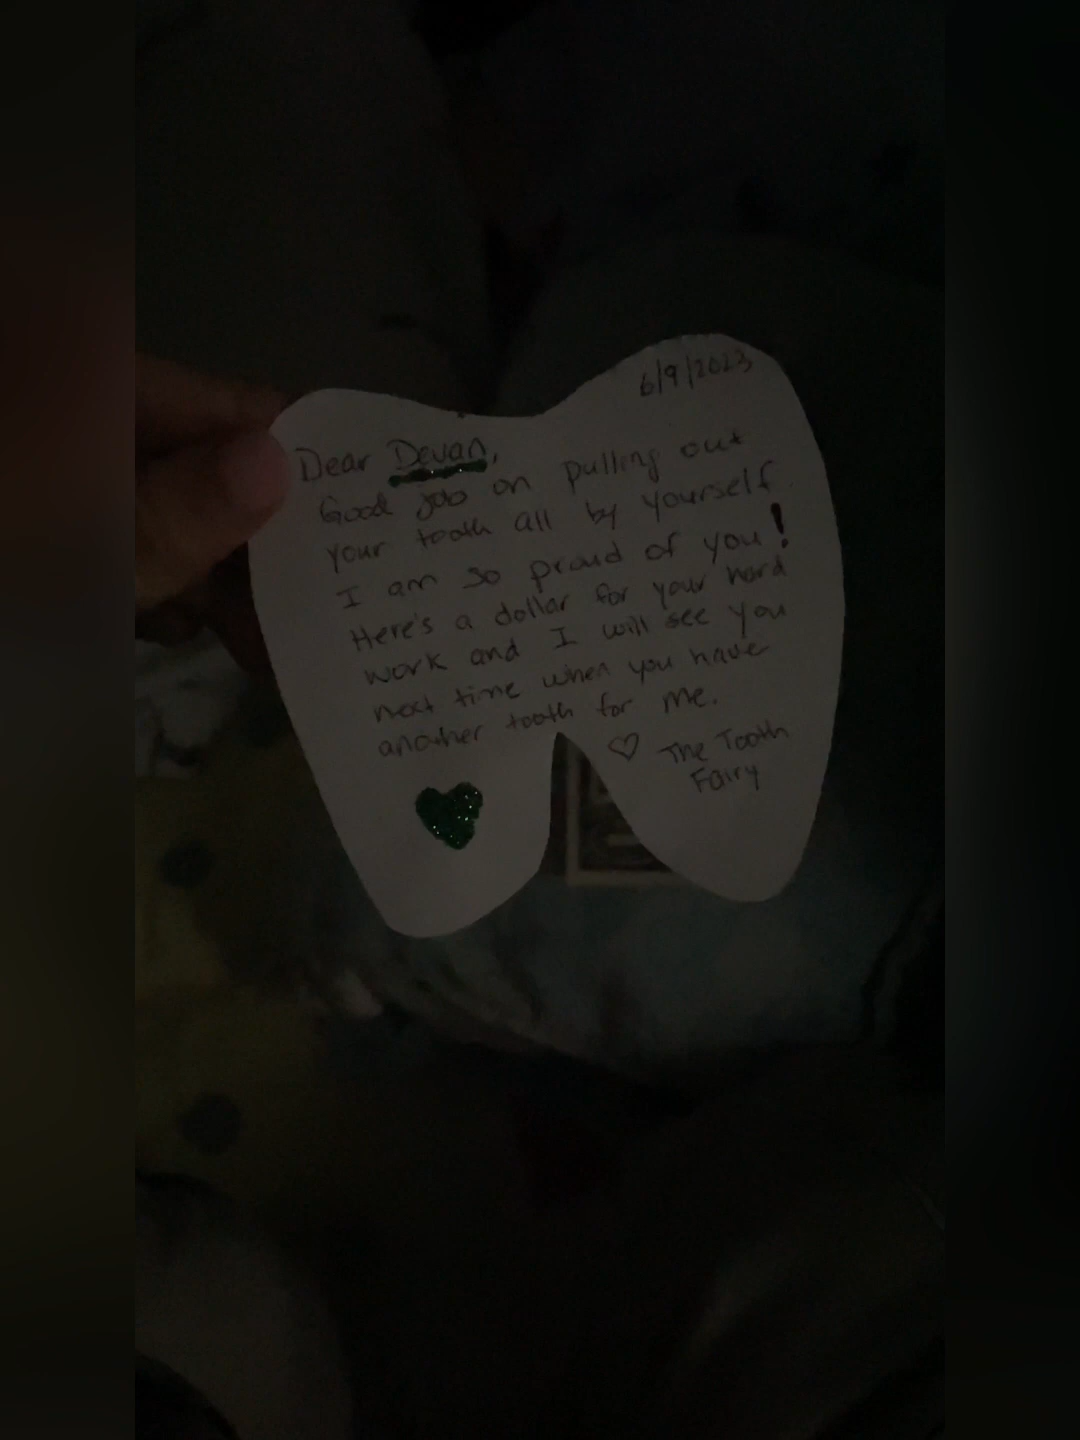 6/9/2023
Dear Devan,
Good job on pulling out
your tooth all by yourself.
I am so proud of you!
Here's a dollar for your hard
work and I will see you
next time when you have
another tooth for me.
♡ The Tooth
Fairy